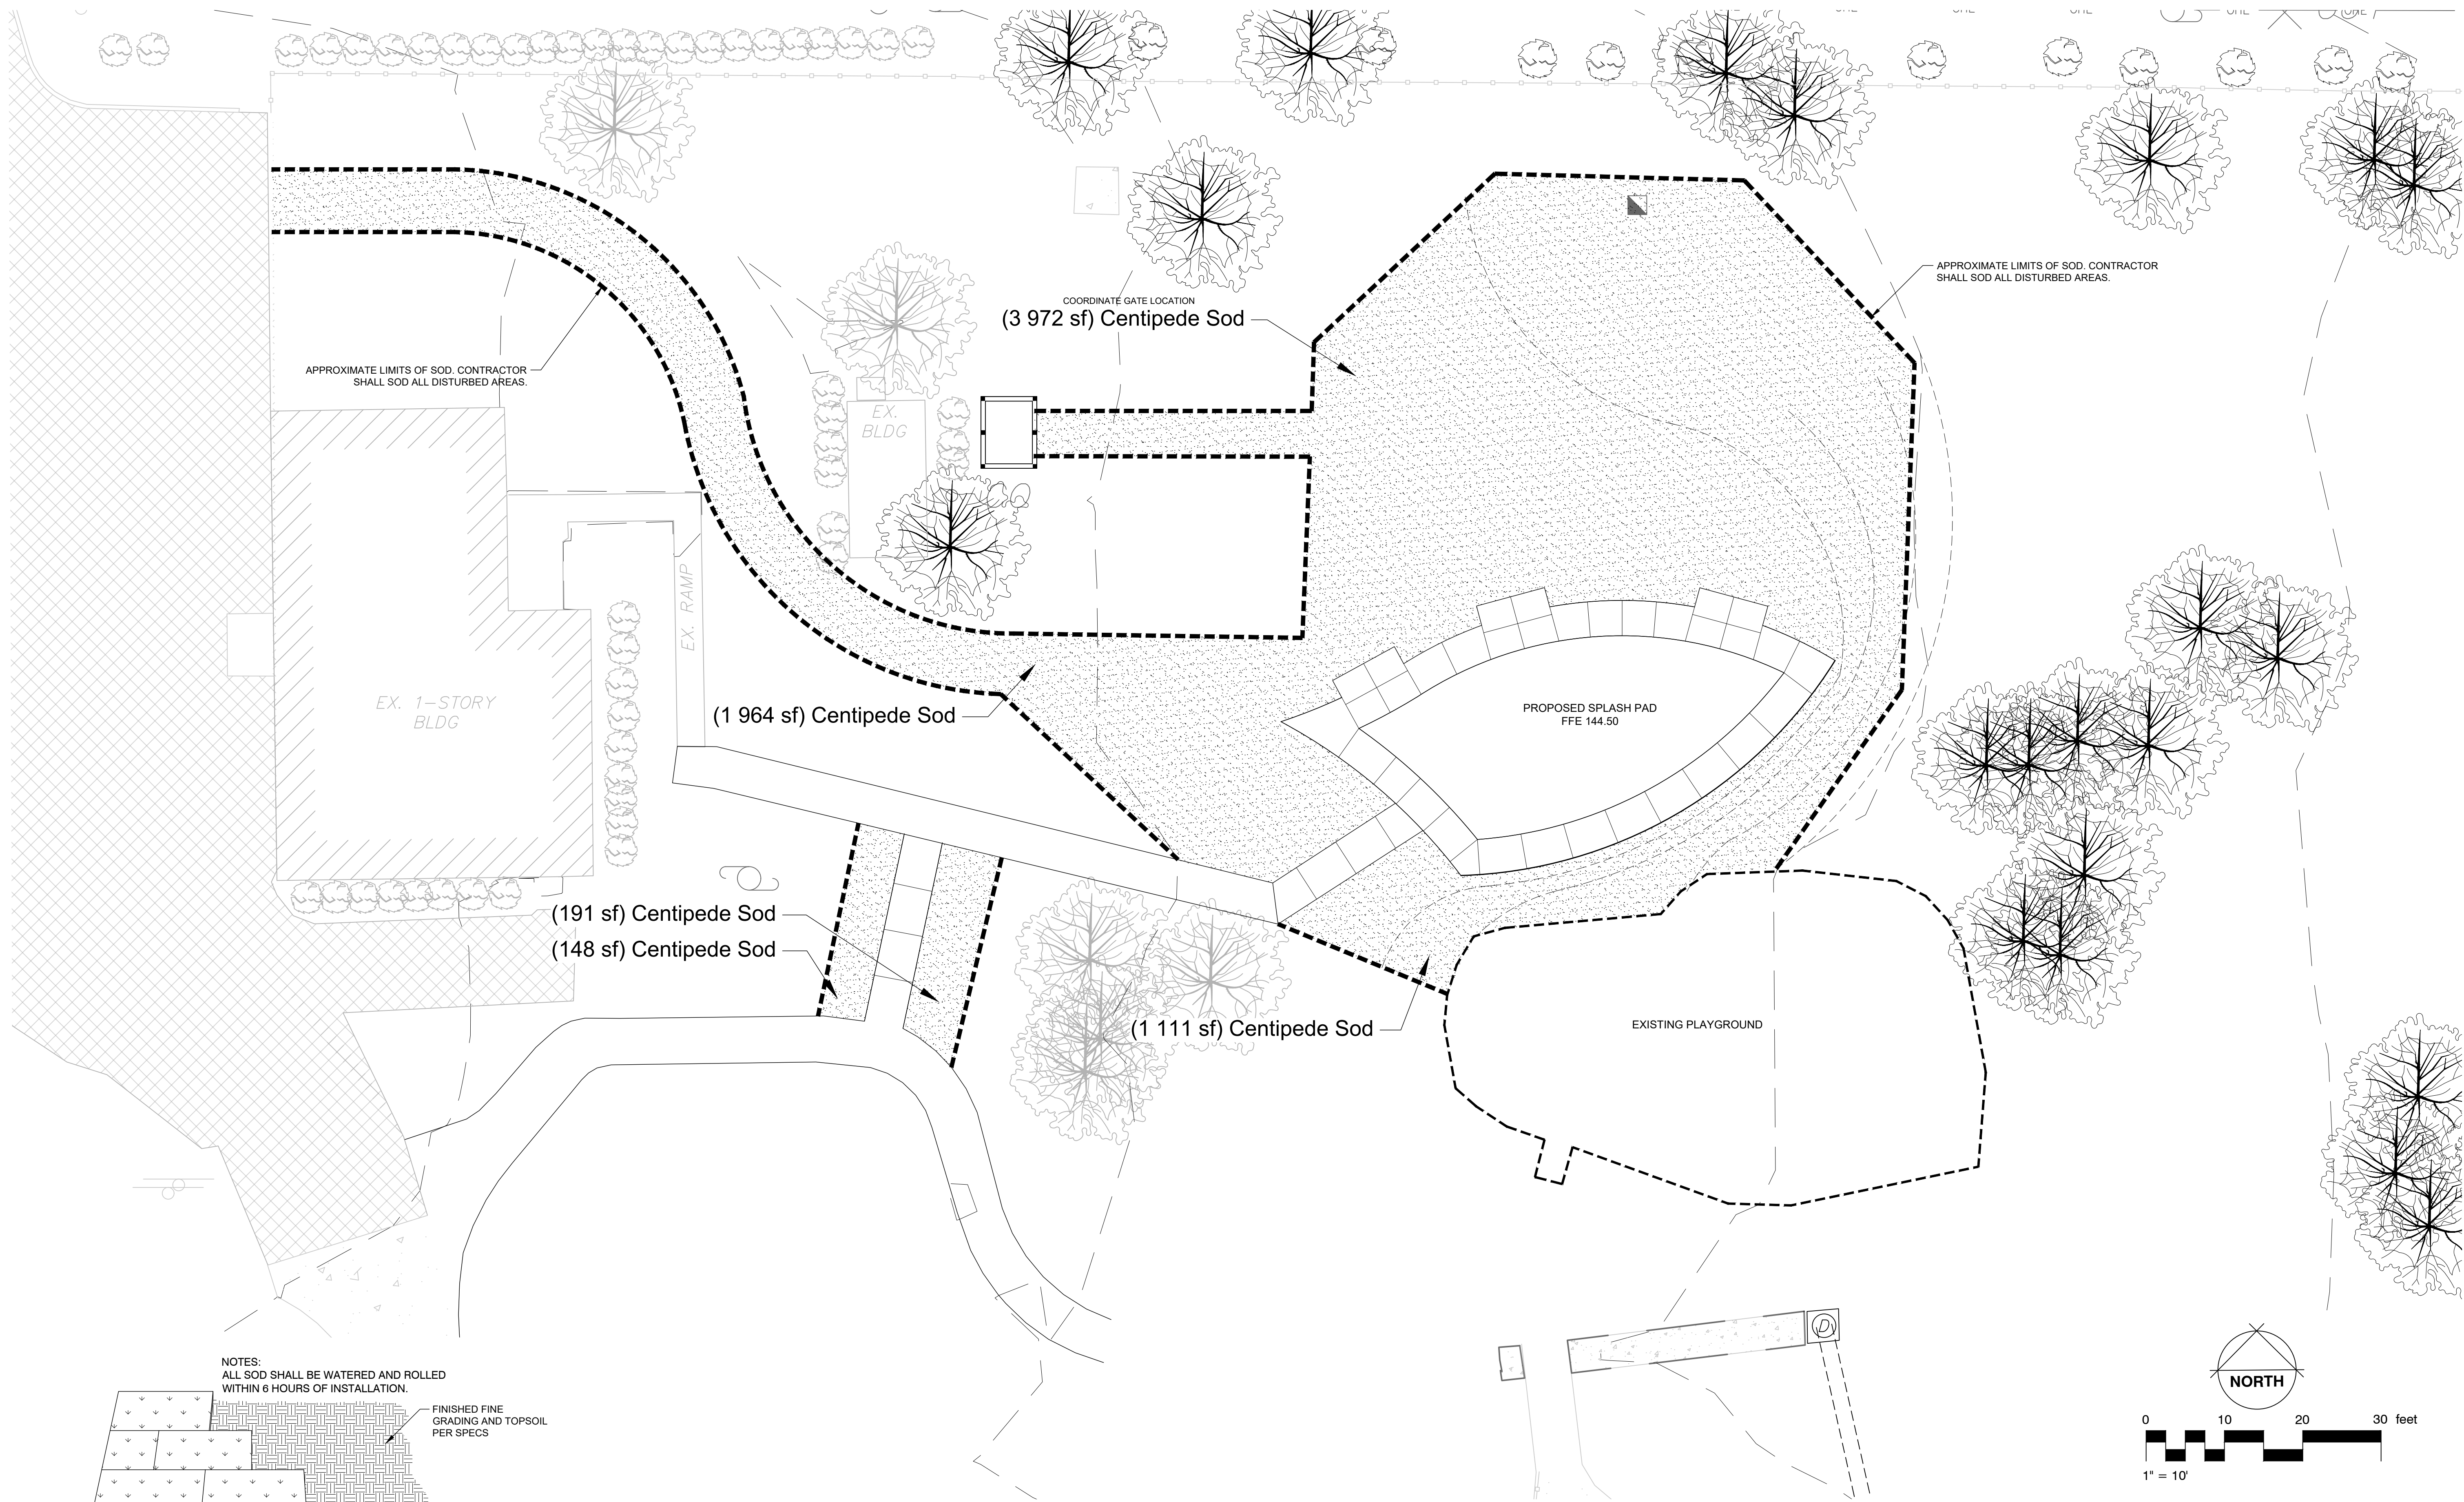 APPROXIMATE LIMITS OF SOD. CONTRACTOR
SHALL SOD ALL DISTURBED AREAS.
COORDINATE GATE LOCATION
(3 972 sf) Centipede Sod
APPROXIMATE LIMITS OF SOD. CONTRACTOR
SHALL SOD ALL DISTURBED AREAS.
EX.
BLDG
EX. RAMP
EX. 1-STORY
BLDG
(1 964 sf) Centipede Sod
PROPOSED SPLASH PAD
FFE 144.50
(191 sf) Centipede Sod
(148 sf) Centipede Sod
(1 111 sf) Centipede Sod
EXISTING PLAYGROUND
D
NOTES:
ALL SOD SHALL BE WATERED AND ROLLED
WITHIN 6 HOURS OF INSTALLATION.
FINISHED FINE
GRADING AND TOPSOIL
PER SPECS
NORTH
0 10 20 30 feet
1" = 10'